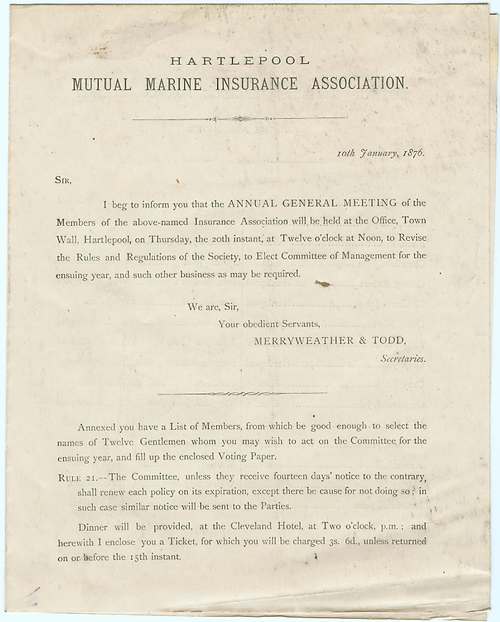 HARTLEPOOL
MUTUAL MARINE INSURANCE ASSOCIATION.
10th January, 1876.
SIR,
I beg to inform you that the ANNUAL GENERAL MEETING of the
Members of the above-named Insurance Association will be held at the Office, Town
Wall, Hartlepool, on Thursday, the 20th instant, at Twelve o'clock at Noon, to Revise
the Rules and Regulations of the Society, to Elect Committee of Management for the
ensuing year, and such other business as may be required.
We are, Sir,
Your obedient Servants,
MERRYWEATHER & TODD,
Secretaries.
Annexed you have a List of Members, from which be good enough to select the
names of Twelve Gentlemen whom you may wish to act on the Committee for the
ensuing year, and fill up the enclosed Voting Paper.
RULE 21.—The Committee, unless they receive fourteen days' notice to the contrary,
shall renew each policy on its expiration, except there be cause for not doing so; in
such case similar notice will be sent to the Parties.
Dinner will be provided, at the Cleveland Hotel, at Two o'clock, p.m.; and
herewith I enclose you a Ticket, for which you will be charged 3s. 6d., unless returned
on or before the 15th instant.